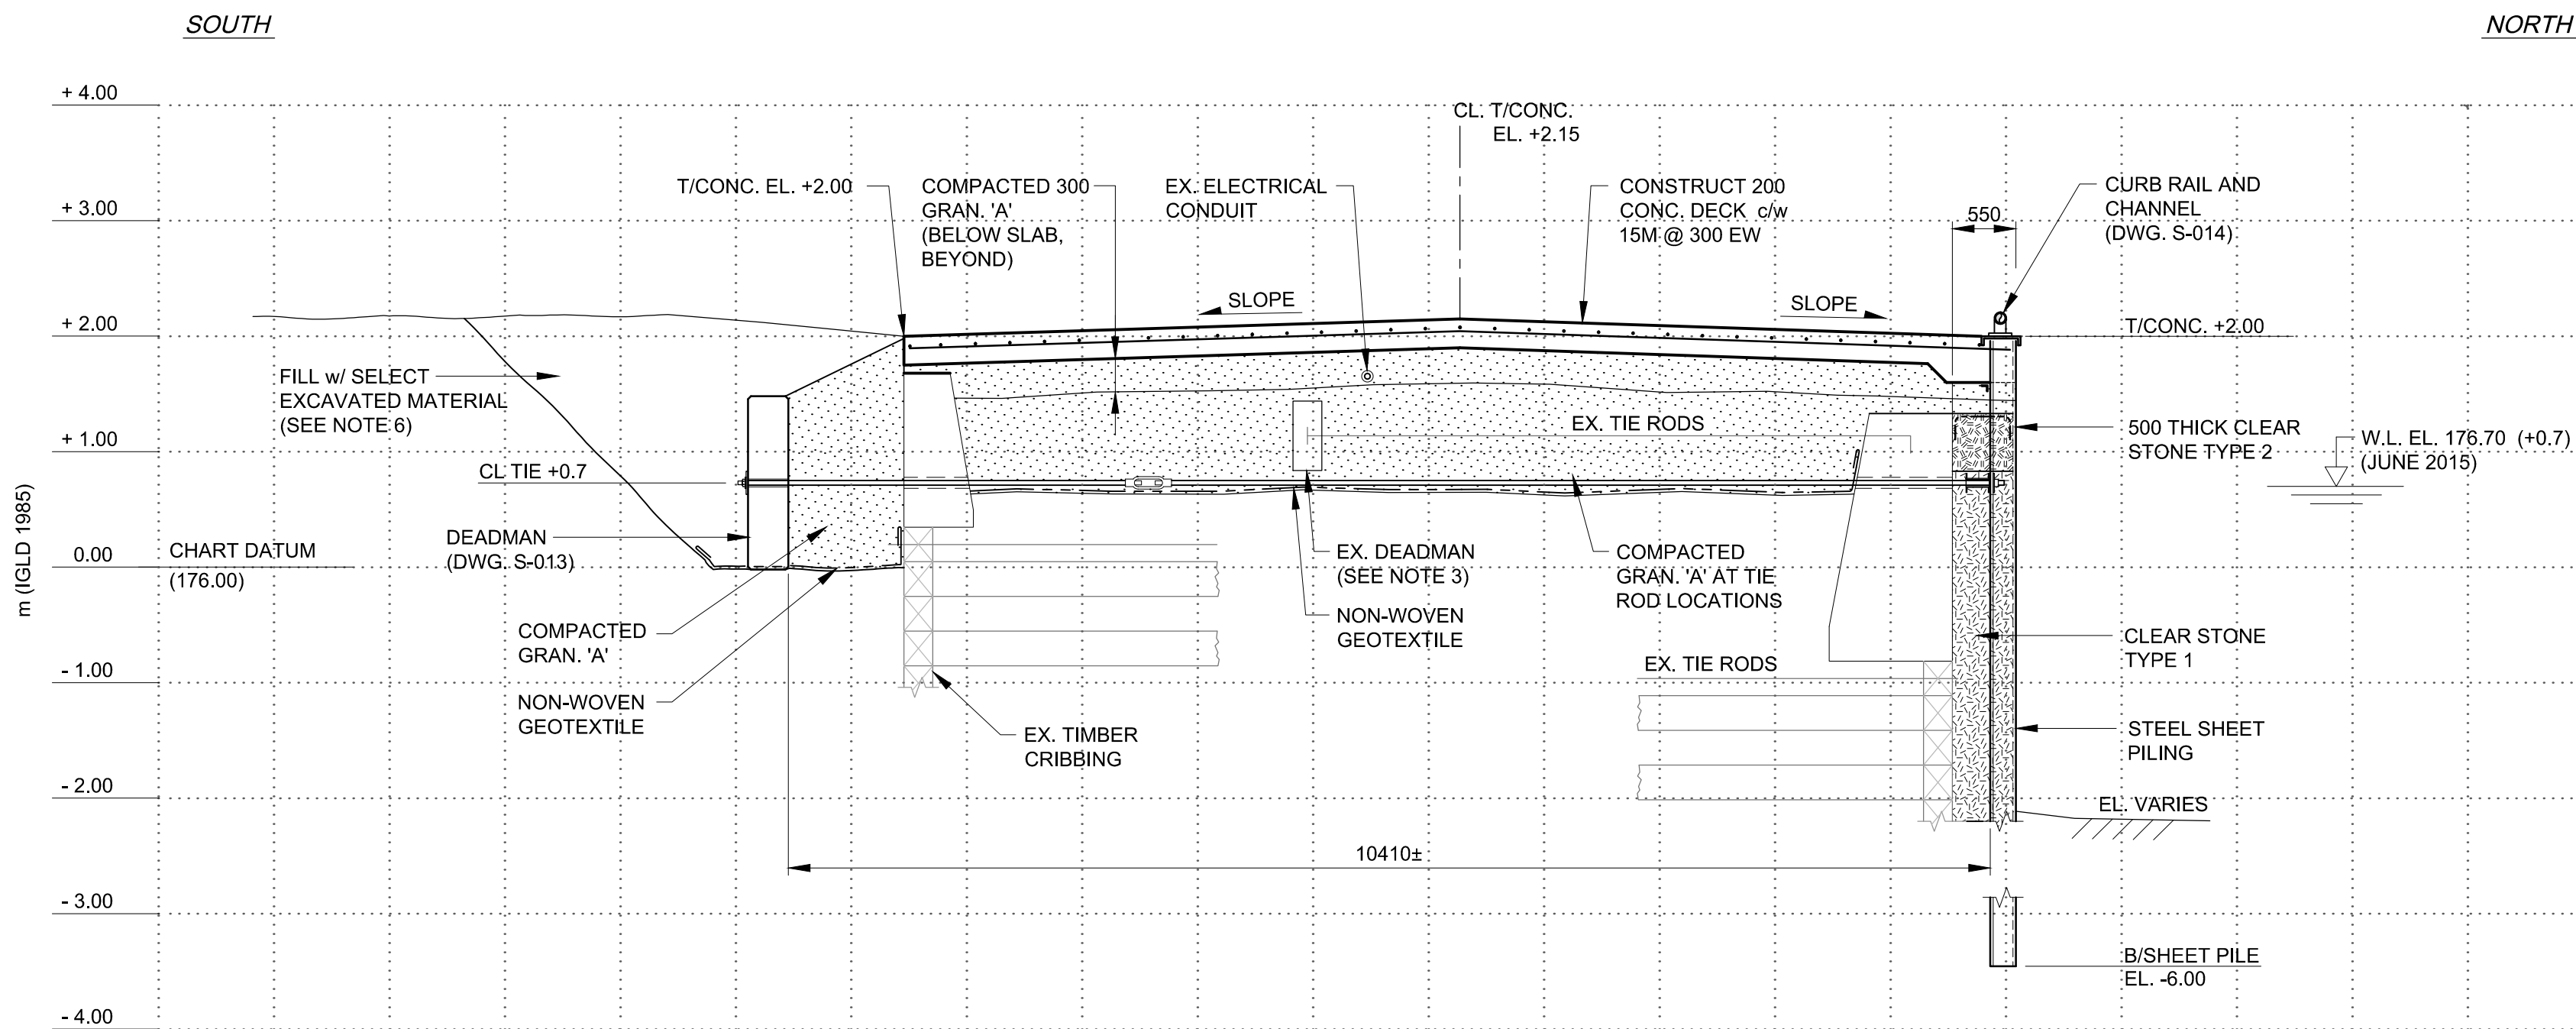 SOUTH
NORTH
+ 4.00
+ 3.00
+ 2.00
+ 1.00
0.00
- 1.00
- 2.00
- 3.00
- 4.00
m (IGLD 1985)
CL. T/CONC.
EL. +2.15
T/CONC. EL. +2.00
COMPACTED 300
GRAN. 'A'
(BELOW SLAB,
BEYOND)
EX. ELECTRICAL
CONDUIT
CONSTRUCT 200
CONC. DECK c/w
15M @ 300 EW
550
CURB RAIL AND
CHANNEL
(DWG. S-014)
SLOPE
SLOPE
T/CONC. +2.00
FILL w/ SELECT
EXCAVATED MATERIAL
(SEE NOTE 6)
EX. TIE RODS
500 THICK CLEAR
STONE TYPE 2
W.L. EL. 176.70 (+0.7)
(JUNE 2015)
CL TIE +0.7
CHART DATUM
(176.00)
DEADMAN
(DWG. S-013)
EX. DEADMAN
(SEE NOTE 3)
COMPACTED
GRAN. 'A' AT TIE
ROD LOCATIONS
NON-WOVEN
GEOTEXTILE
COMPACTED
GRAN. 'A'
CLEAR STONE
TYPE 1
EX. TIE RODS
NON-WOVEN
GEOTEXTILE
EX. TIMBER
CRIBBING
STEEL SHEET
PILING
EL. VARIES
10410±
B/SHEET PILE
EL. -6.00